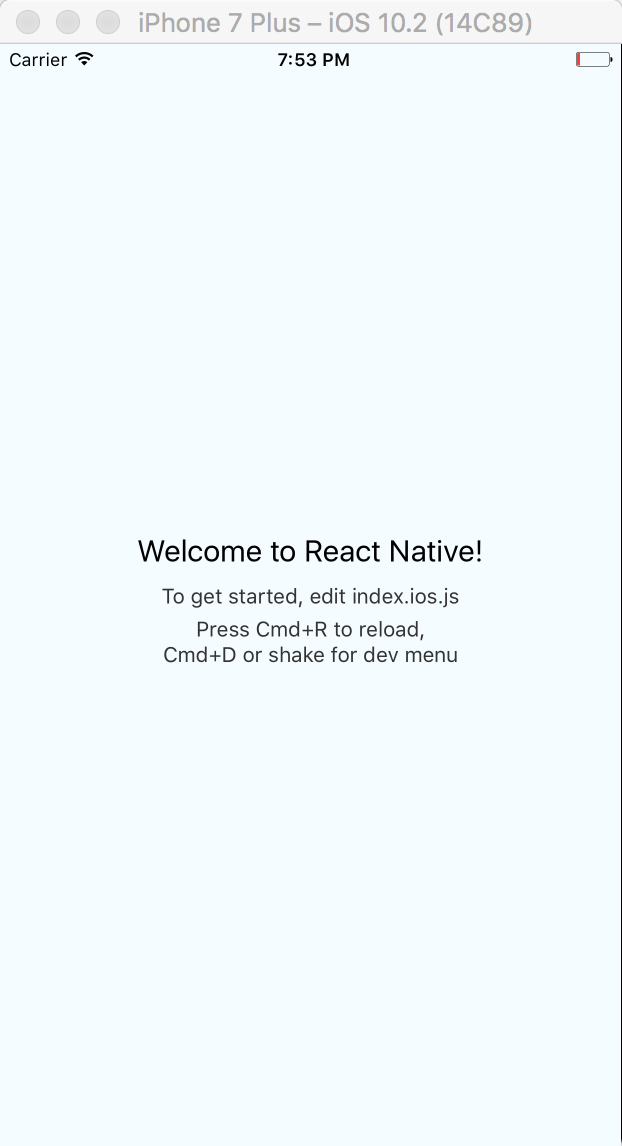 iPhone 7 Plus – iOS 10.2 (14C89)
Carrier 7:53 PM
Welcome to React Native!
To get started, edit index.ios.js
Press Cmd+R to reload,
Cmd+D or shake for dev menu